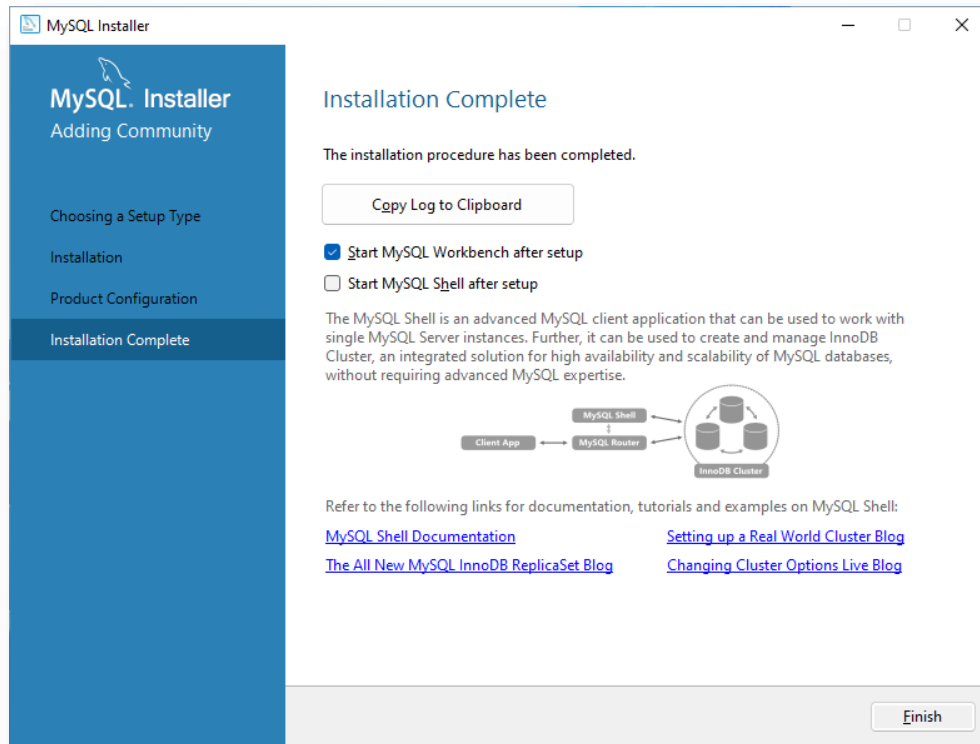 MySQL Installer
MySQL. Installer
Adding Community
Choosing a Setup Type
Installation
Product Configuration
Installation Complete
Installation Complete
The installation procedure has been completed.
Copy Log to Clipboard
Start MySQL Workbench after setup
Start MySQL Shell after setup
The MySQL Shell is an advanced MySQL client application that can be used to work with
single MySQL Server instances. Further, it can be used to create and manage InnoDB
Cluster, an integrated solution for high availability and scalability of MySQL databases,
without requiring advanced MySQL expertise.
MySQL Shell
Client App
MySQL Router
InnoDB Cluster
Refer to the following links for documentation, tutorials and examples on MySQL Shell:
MySQL Shell Documentation
Setting up a Real World Cluster Blog
The All New MySQL InnoDB ReplicaSet Blog
Changing Cluster Options Live Blog
Finish